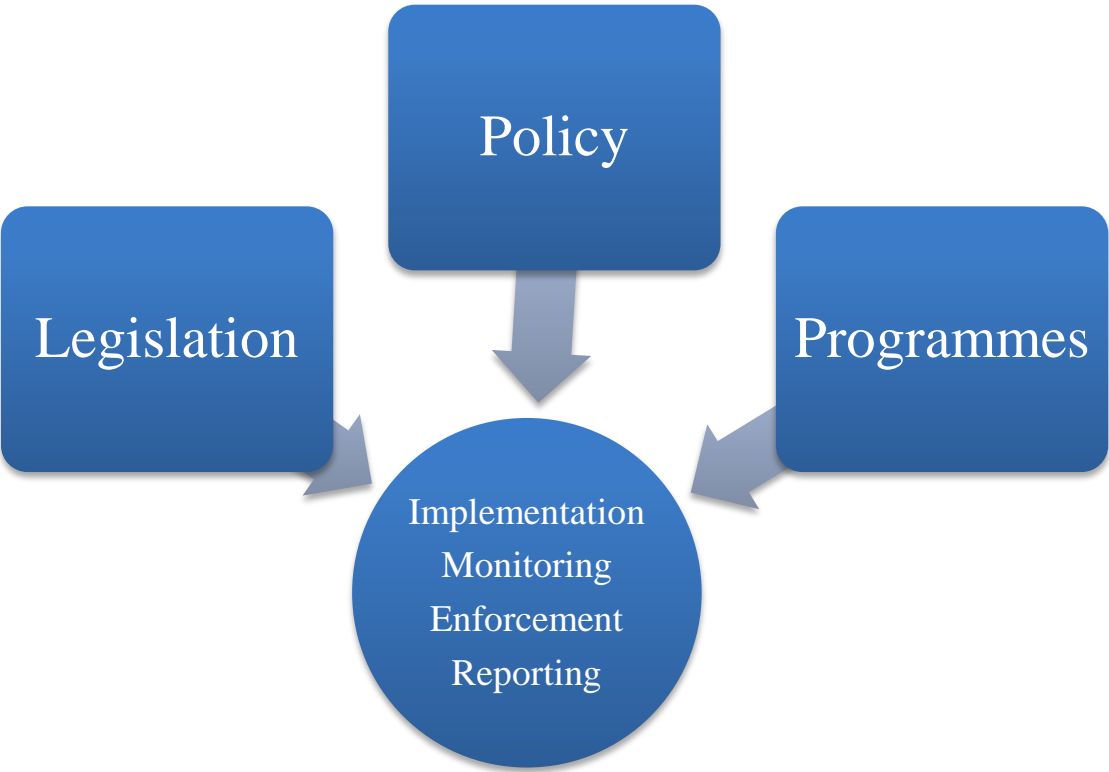 Policy
Legislation
Programmes
Implementation
Monitoring
Enforcement
Reporting